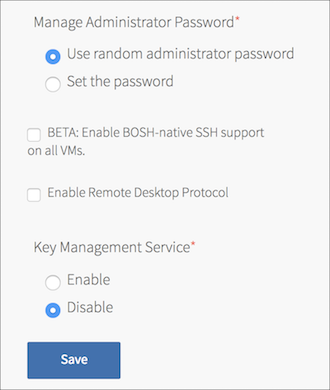 Manage Administrator Password*
Use random administrator password
Set the password
BETA: Enable BOSH-native SSH support
on all VMs.
Enable Remote Desktop Protocol
Key Management Service*
Enable
Disable
Save